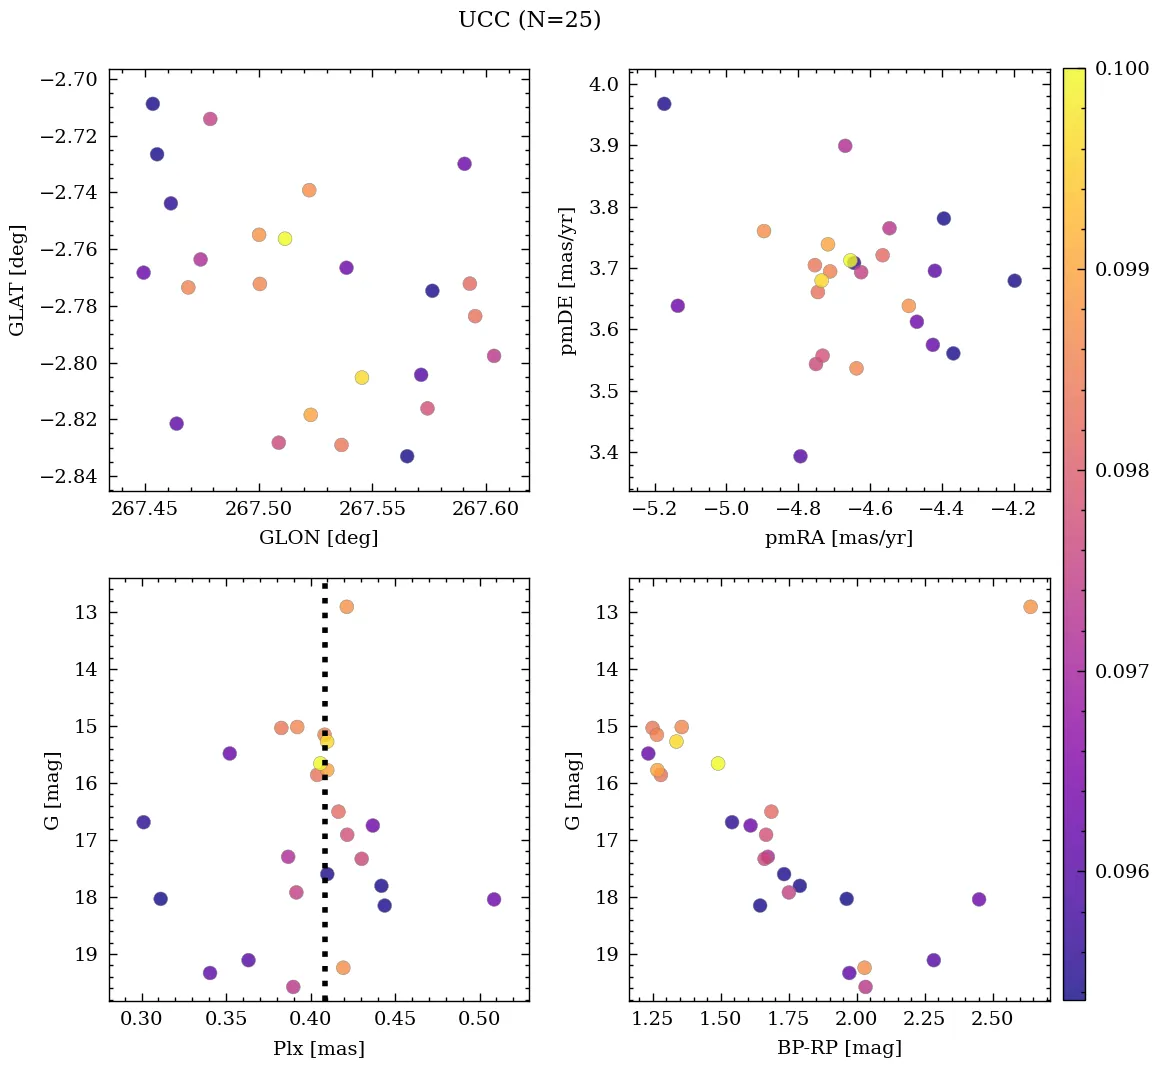 UCC (N=25)
−2.70
−2.72
−2.74
−2.76
−2.78
−2.80
−2.82
−2.84
GLAT [deg]
267.45 267.50 267.55 267.60
GLON [deg]
4.0
3.9
3.8
3.7
3.6
3.5
3.4
pmDE [mas/yr]
−5.2 −5.0 −4.8 −4.6 −4.4 −4.2
pmRA [mas/yr]
13
14
15
16
17
18
19
G [mag]
0.30 0.35 0.40 0.45 0.50
Plx [mas]
13
14
15
16
17
18
19
G [mag]
1.25 1.50 1.75 2.00 2.25 2.50
BP-RP [mag]
0.100
0.099
0.098
0.097
0.096